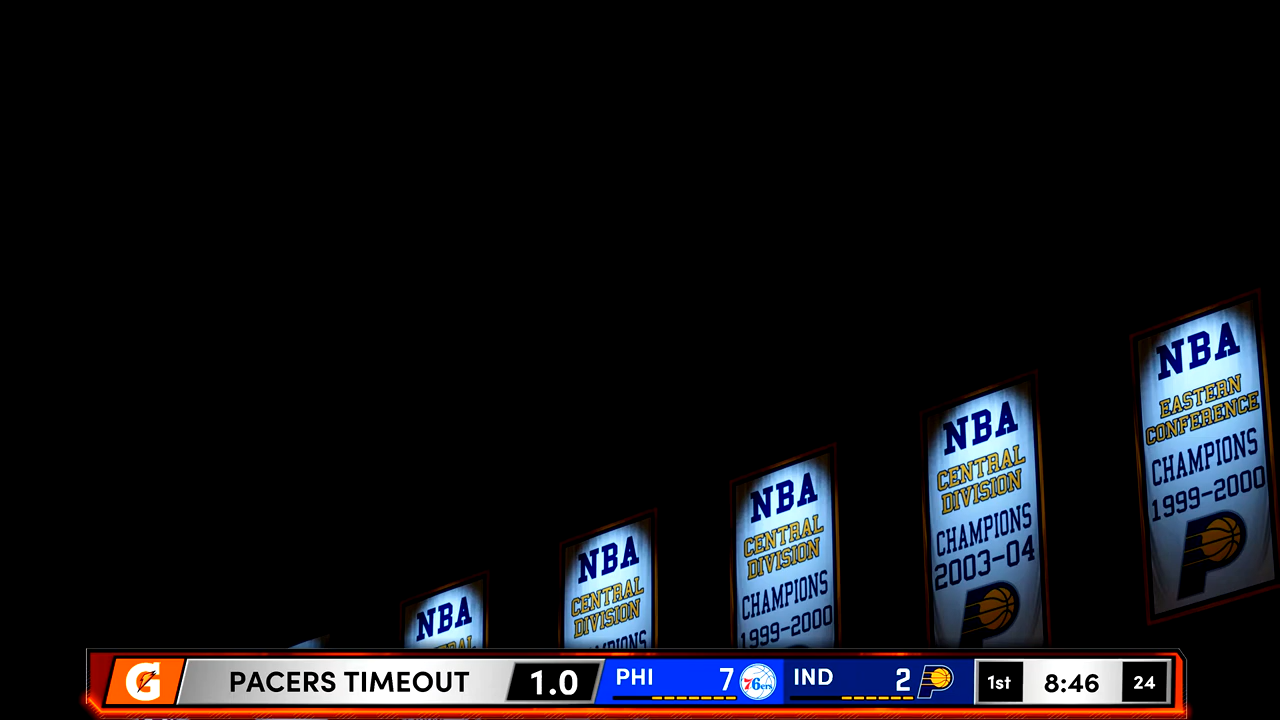 NBA
EASTERN
CONFERENCE
CHAMPIONS
1999-2000
NBA
CENTRAL
DIVISION
CHAMPIONS
2003-04
NBA
CENTRAL
DIVISION
CHAMPIONS
1999-2000
NBA
CENTRAL
DIVISION
NBA
G PACERS TIMEOUT 1.0 PHI 7 76ers IND 2 1st 8:46 24